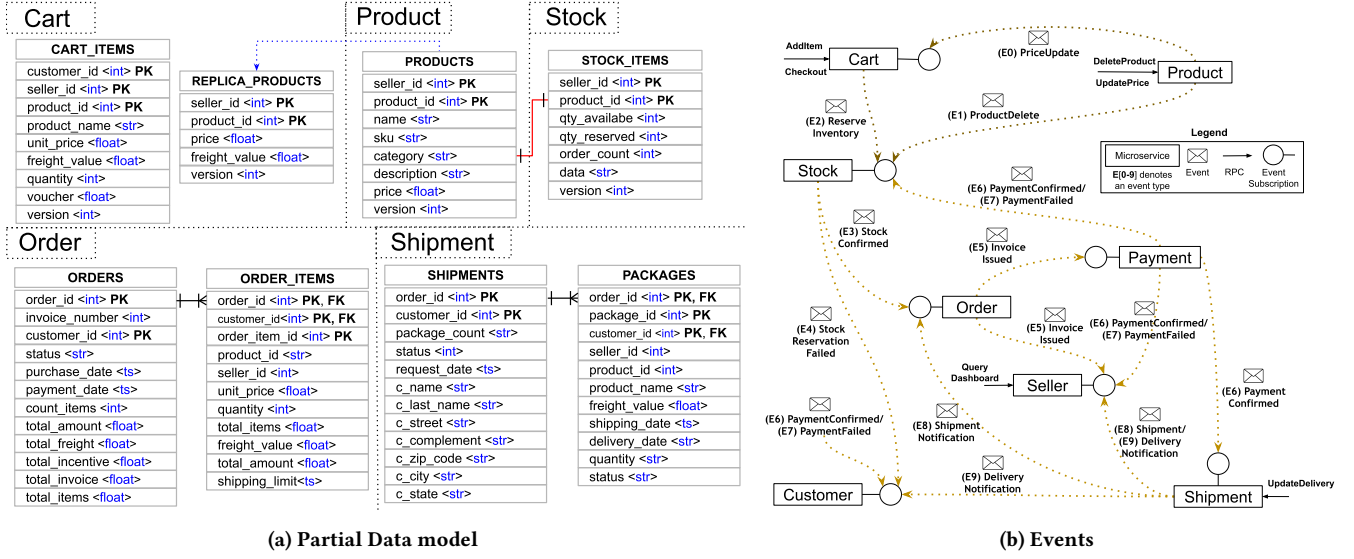 Cart
CART_ITEMS
customer_id <int> PK
seller_id <int> PK
product_id <int> PK
product_name <str>
unit_price <float>
freight_value <float>
quantity <int>
voucher <float>
version <int>
REPLICA_PRODUCTS
seller_id <int> PK
product_id <int> PK
price <float>
freight_value <float>
version <int>
Product
PRODUCTS
seller_id <int> PK
product_id <int> PK
name <str>
sku <str>
category <str>
description <str>
price <float>
version <int>
Stock
STOCK_ITEMS
seller_id <int> PK
product_id <int> PK
qty_availabe <int>
qty_reserved <int>
order_count <int>
data <str>
version <int>
Order
ORDERS
order_id <int> PK
invoice_number <int>
customer_id <int> PK
status <str>
purchase_date <ts>
payment_date <ts>
count_items <int>
total_amount <float>
total_freight <float>
total_incentive <float>
total_invoice <float>
total_items <float>
ORDER_ITEMS
order_id <int> PK, FK
customer_id<int> PK, FK
order_item_id <int> PK
product_id <str>
seller_id <int>
unit_price <float>
quantity <int>
total_items <float>
freight_value <float>
total_amount <float>
shipping_limit<ts>
Shipment
SHIPMENTS
order_id <int> PK
customer_id <int> PK
package_count <str>
status <int>
request_date <ts>
c_name <str>
c_last_name <str>
c_street <str>
c_complement <str>
c_zip_code <str>
c_city <str>
c_state <str>
PACKAGES
order_id <int> PK, FK
package_id <int> PK
customer_id <int> PK, FK
seller_id <int>
product_id <int>
product_name <str>
freight_value <float>
shipping_date <ts>
delivery_date <str>
quantity <str>
status <str>
(a) Partial Data model
AddItem
Checkout
Cart
(E0) PriceUpdate
DeleteProduct
UpdatePrice
Product
(E2) Reserve
Inventory
(E1) ProductDelete
Legend
Microservice
E[0-9] denotes
an event type
Event
RPC
Event
Subscription
Stock
(E6) PaymentConfirmed/
(E7) PaymentFailed
(E3) Stock
Confirmed
(E5) Invoice
Issued
Payment
Order
(E4) Stock
Reservation
Failed
(E5) Invoice
Issued
(E6) PaymentConfirmed/
(E7) PaymentFailed
Query
Dashboard
Seller
(E6) Payment
Confirmed
(E6) PaymentConfirmed/
(E7) PaymentFailed
(E8) Shipment
Notification
(E8) Shipment/
(E9) Delivery
Notification
(E9) Delivery
Notification
Customer
Shipment
UpdateDelivery
(b) Events